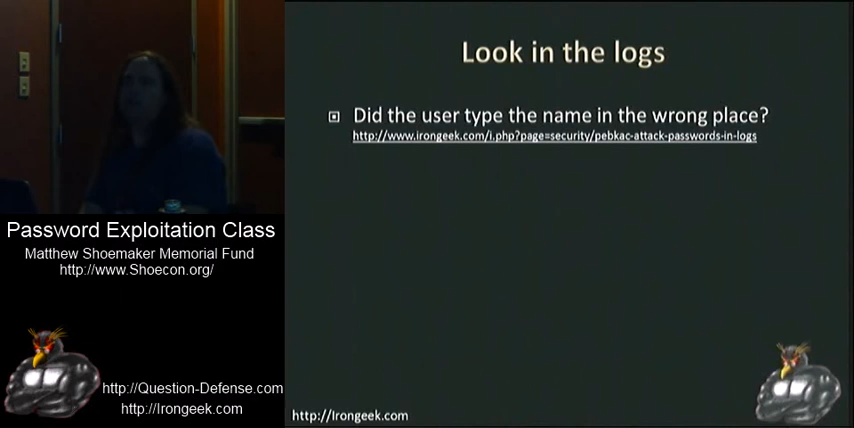 Look in the logs
Did the user type the name in the wrong place?
http://www.irongeek.com/i.php?page=security/pebkac-attack-passwords-in-logs
Password Exploitation Class
Matthew Shoemaker Memorial Fund
http://www.Shoecon.org/
http://Question-Defense.com
http://Irongeek.com
http://Irongeek.com